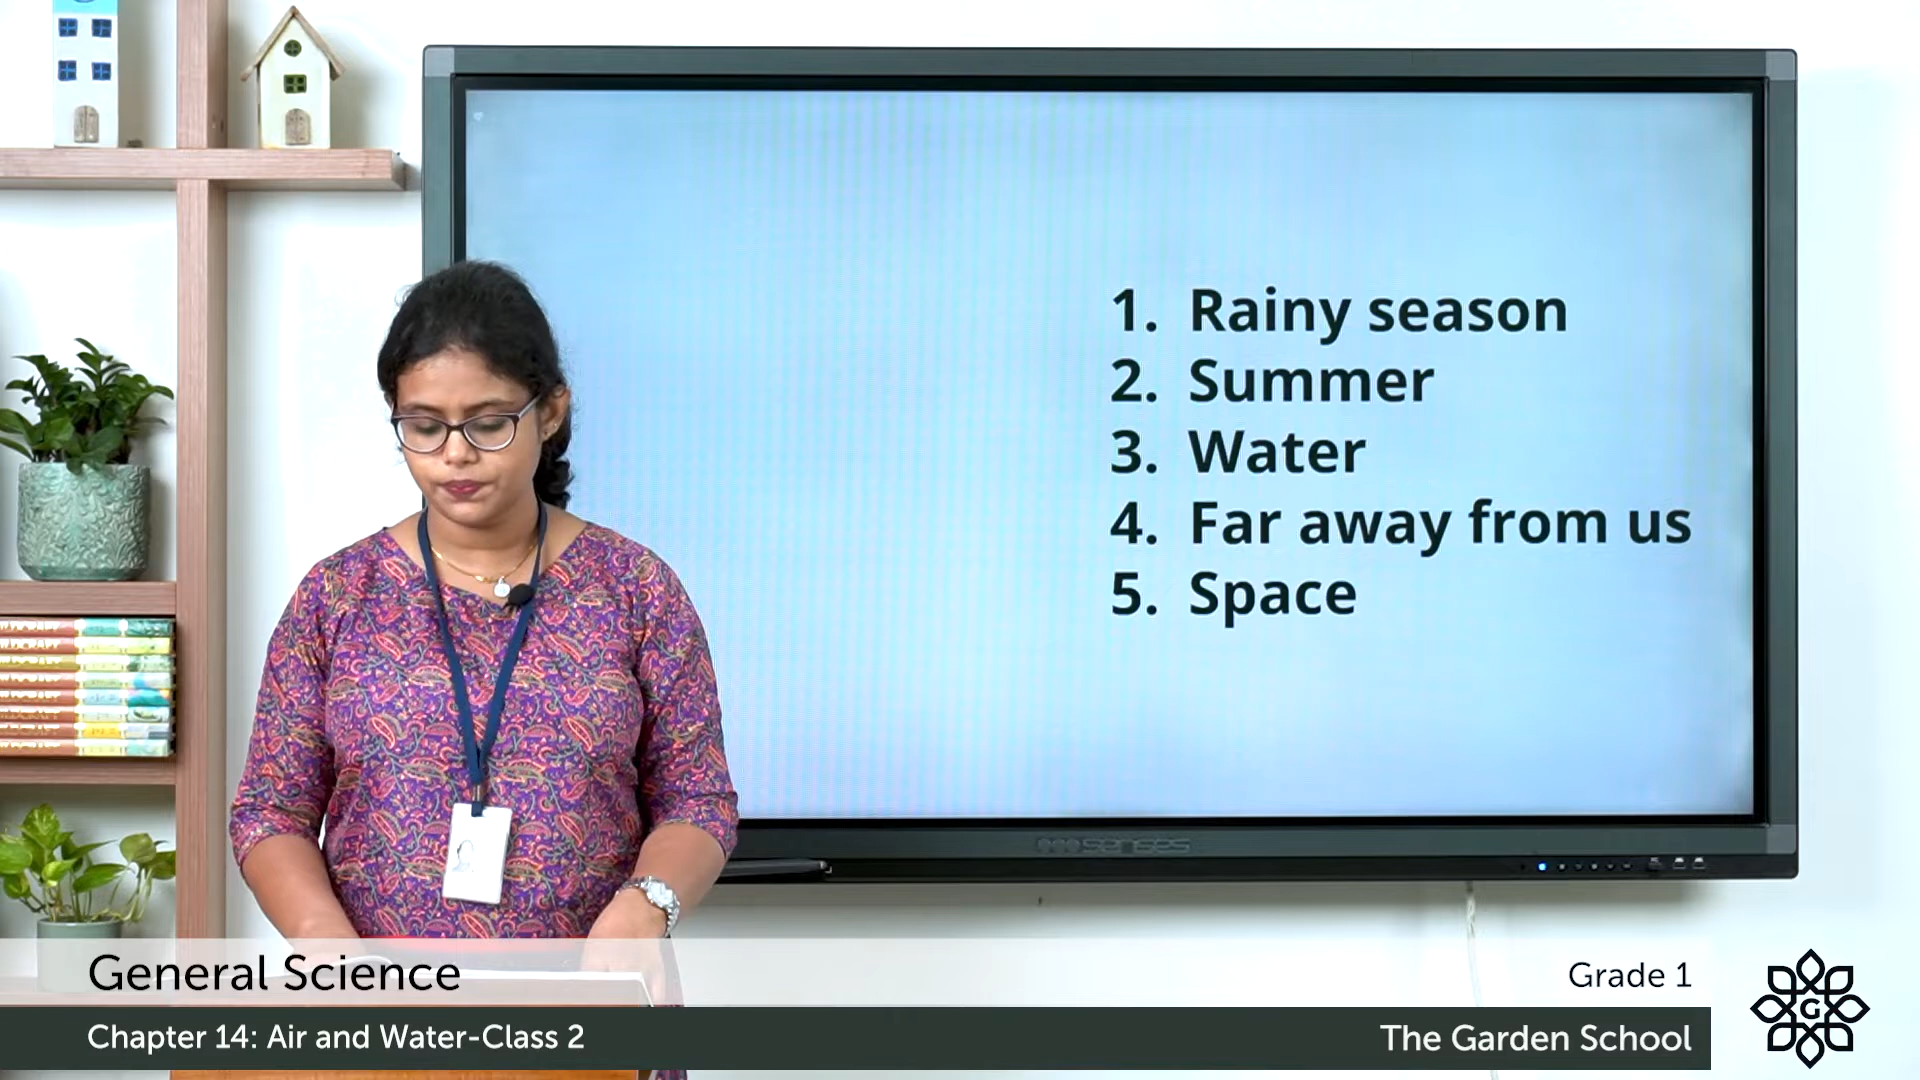 1. Rainy season
2. Summer
3. Water
4. Far away from us
5. Space
General Science
Grade 1
Chapter 14: Air and Water-Class 2
The Garden School
G